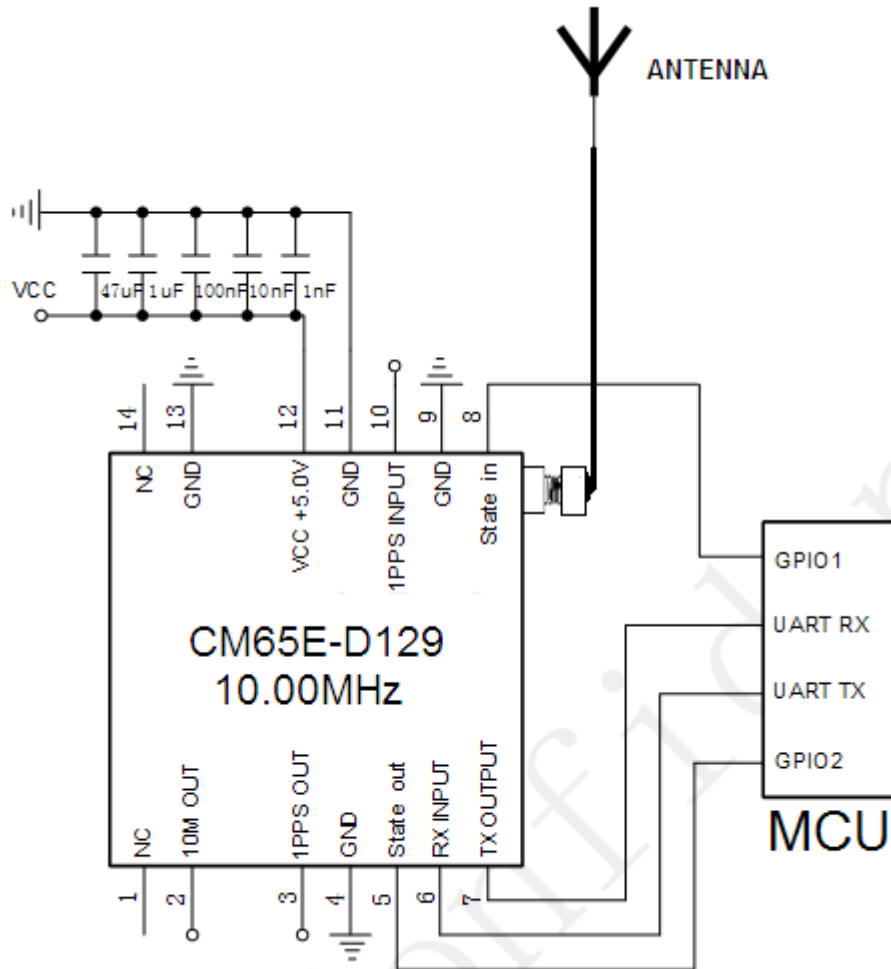 ANTENNA
VCC
47uF 1uF 100nF 10nF 1nF
14
13
12
11
10
9
8
NC
GND
VCC +5.0V
GND
1PPS INPUT
GND
State in
CM65E-D129
10.00MHz
NC
10M OUT
1PPS OUT
GND
State out
RX INPUT
TX OUTPUT
1
2
3
4
5
6
7
GPIO1
UART RX
UART TX
GPIO2
MCU
onfid